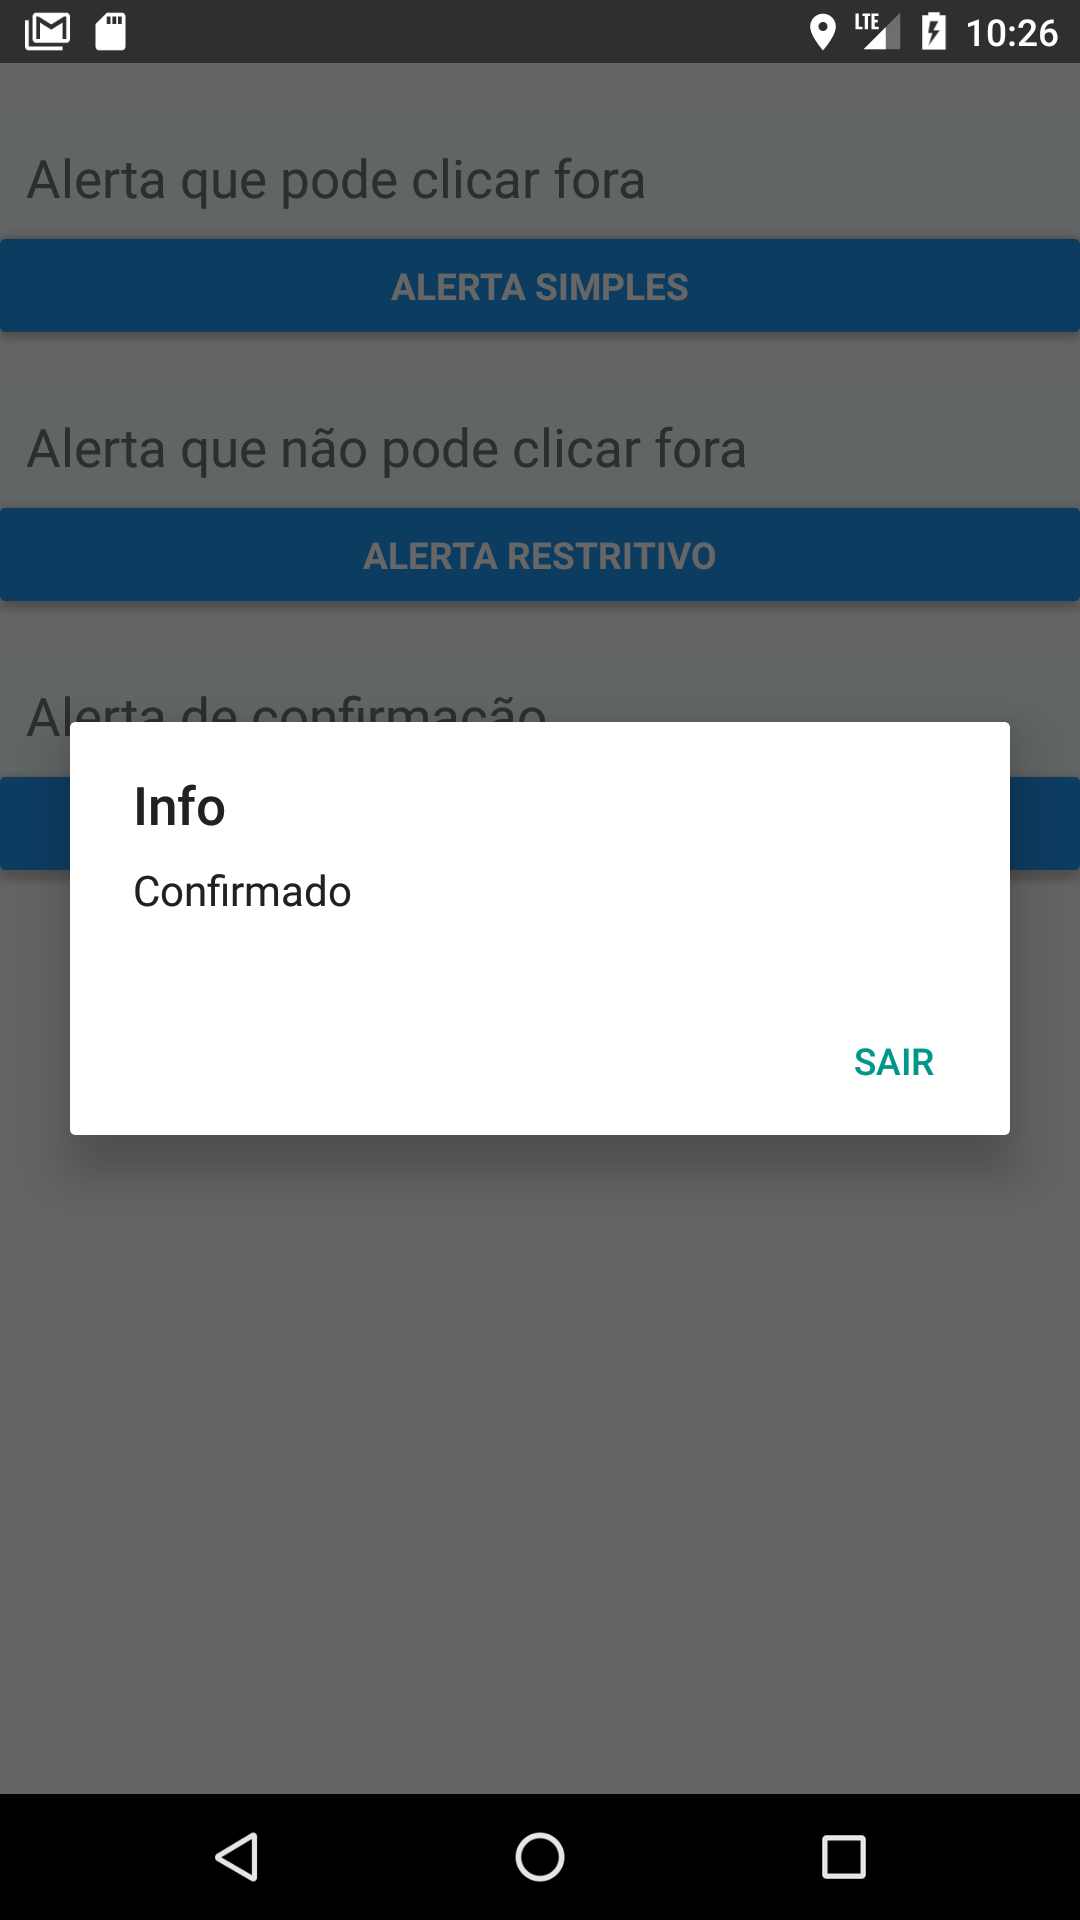 LTE 10:26
Alerta que pode clicar fora
ALERTA SIMPLES
Alerta que não pode clicar fora
ALERTA RESTRITIVO
Alerta de confirmação
Info
Confirmado
SAIR